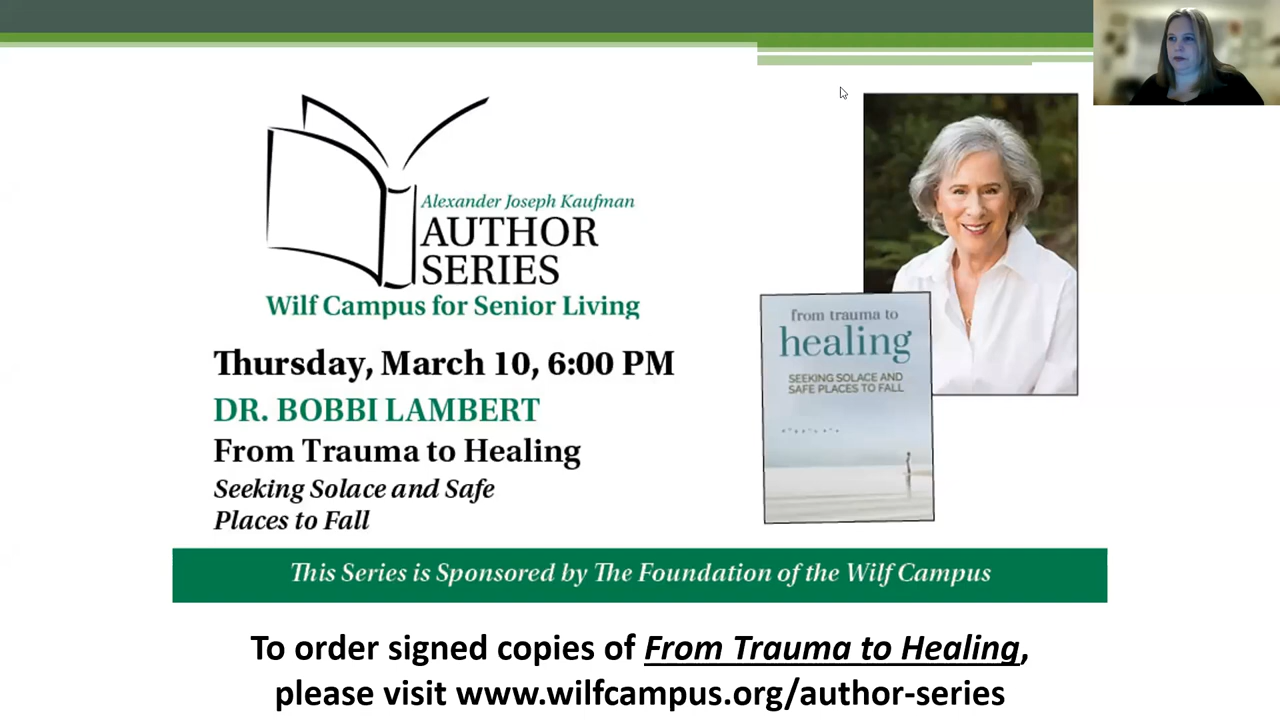 Alexander Joseph Kaufman
AUTHOR
SERIES
Wilf Campus for Senior Living
Thursday, March 10, 6:00 PM
DR. BOBBI LAMBERT
From Trauma to Healing
Seeking Solace and Safe
Places to Fall
from trauma to
healing
SEEKING SOLACE AND
SAFE PLACES TO FALL
This Series is Sponsored by The Foundation of the Wilf Campus
To order signed copies of From Trauma to Healing,
please visit www.wilfcampus.org/author-series